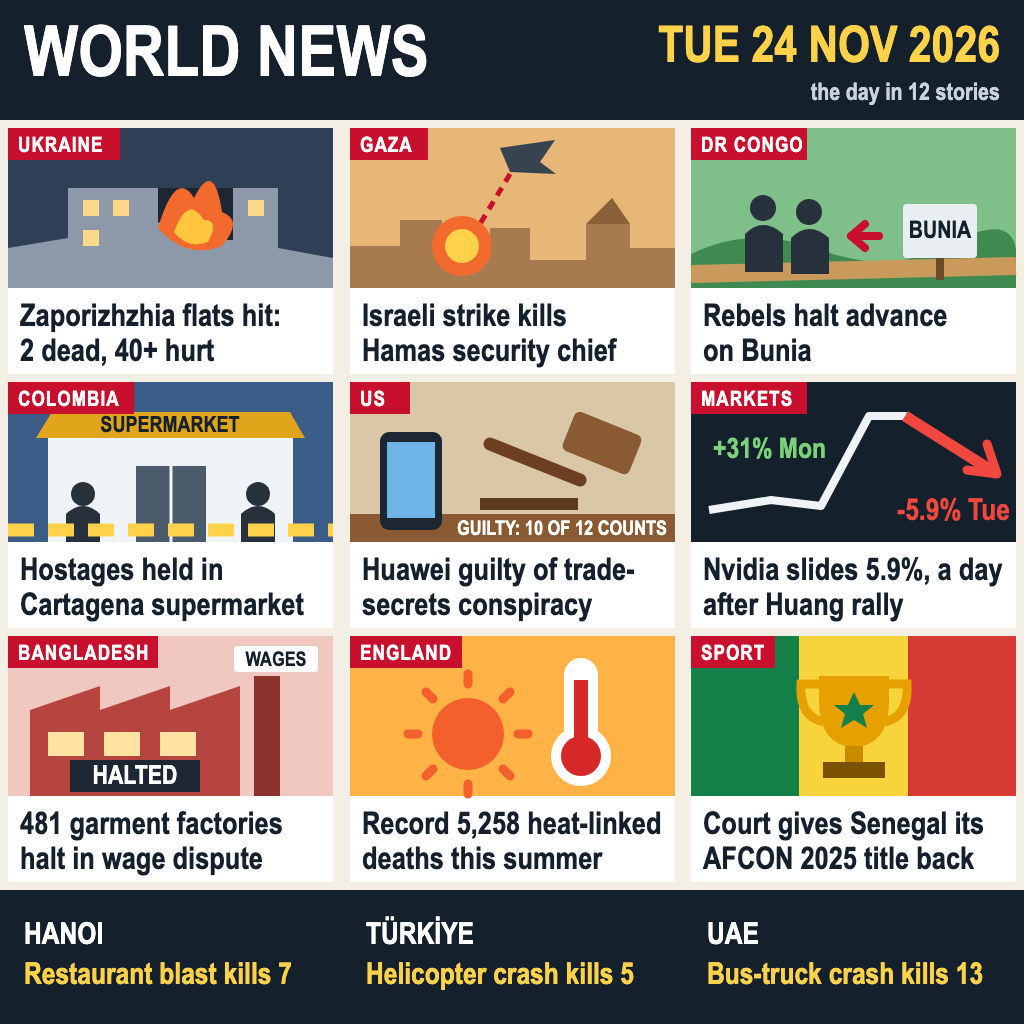 WORLD NEWS
TUE 24 NOV 2026
the day in 12 stories
UKRAINE
Zaporizhzhia flats hit:
2 dead, 40+ hurt
GAZA
Israeli strike kills
Hamas security chief
DR CONGO
BUNIA
Rebels halt advance
on Bunia
COLOMBIA
SUPERMARKET
Hostages held in
Cartagena supermarket
US
GUILTY: 10 OF 12 COUNTS
Huawei guilty of trade-
secrets conspiracy
MARKETS
+31% Mon
-5.9% Tue
Nvidia slides 5.9%, a day
after Huang rally
BANGLADESH
WAGES
HALTED
481 garment factories
halt in wage dispute
ENGLAND
Record 5,258 heat-linked
deaths this summer
SPORT
Court gives Senegal its
AFCON 2025 title back
HANOI
Restaurant blast kills 7
TÜRKİYE
Helicopter crash kills 5
UAE
Bus-truck crash kills 13